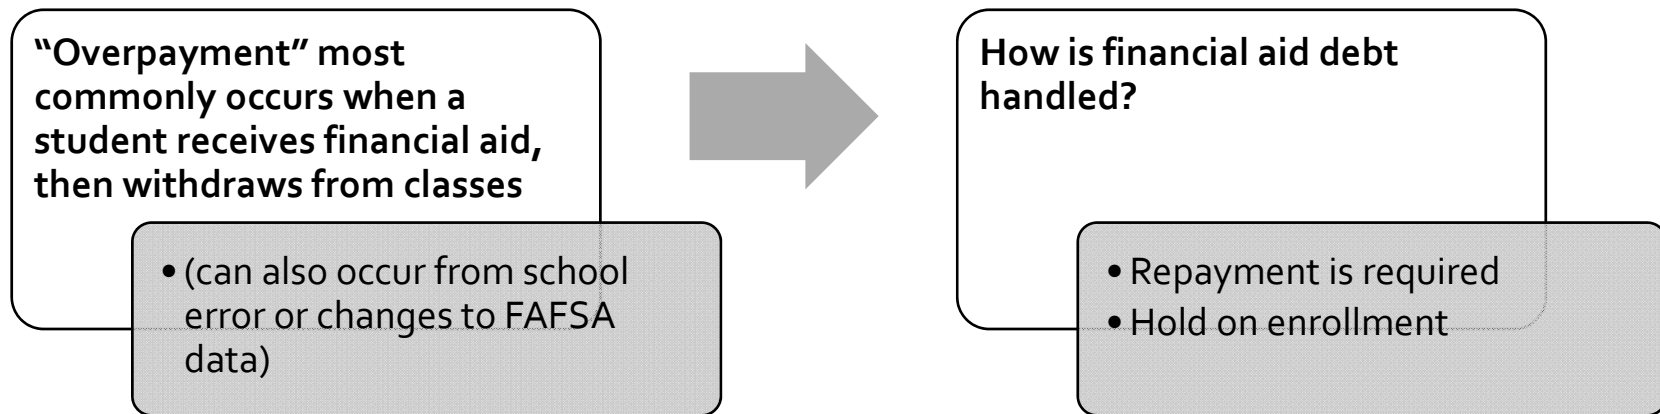 “Overpayment” most
commonly occurs when a
student receives financial aid,
then withdraws from classes
• (can also occur from school
error or changes to FAFSA
data)
How is financial aid debt
handled?
• Repayment is required
• Hold on enrollment